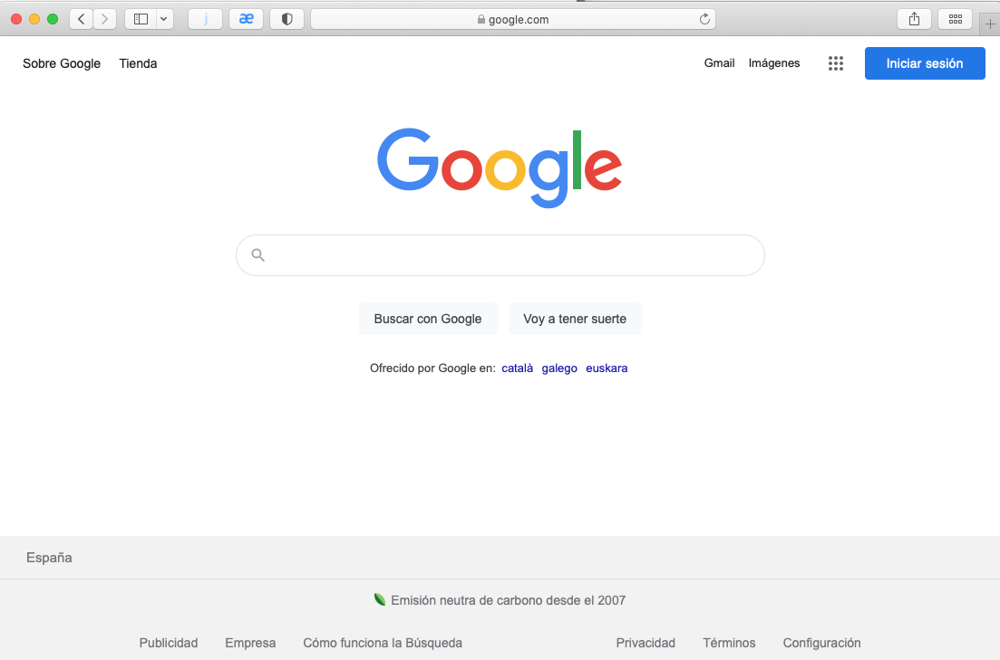 j æ google.com
Sobre Google Tienda Gmail Imágenes Iniciar sesión
Google
Buscar con Google Voy a tener suerte
Ofrecido por Google en: català galego euskara
España
Emisión neutra de carbono desde el 2007
Publicidad Empresa Cómo funciona la Búsqueda Privacidad Términos Configuración